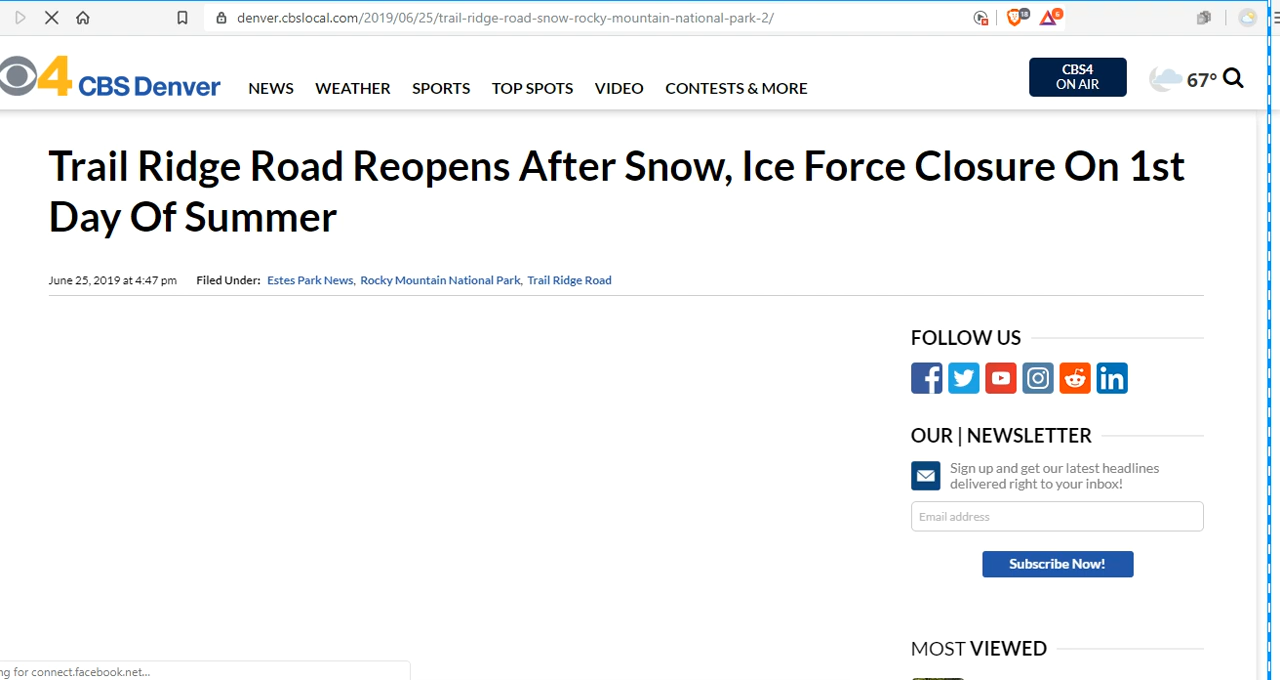 denver.cbslocal.com/2019/06/25/trail-ridge-road-snow-rocky-mountain-national-park-2/
18
6
4 CBS Denver
NEWS WEATHER SPORTS TOP SPOTS VIDEO CONTESTS & MORE
CBS4
ON AIR
67°
Trail Ridge Road Reopens After Snow, Ice Force Closure On 1st
Day Of Summer
June 25, 2019 at 4:47 pm Filed Under: Estes Park News, Rocky Mountain National Park, Trail Ridge Road
FOLLOW US
OUR | NEWSLETTER
Sign up and get our latest headlines
delivered right to your inbox!
Email address
Subscribe Now!
MOST VIEWED
ng for connect.facebook.net...